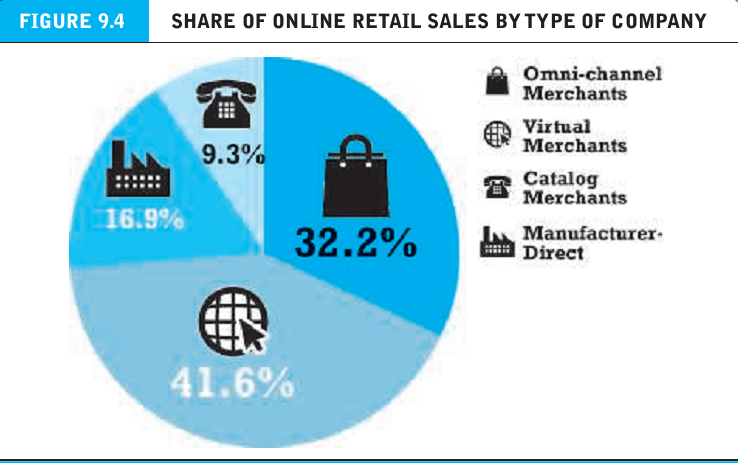 FIGURE 9.4 SHARE OF ONLINE RETAIL SALES BY TYPE OF COMPANY
9.3%
16.9%
32.2%
41.6%
Omni-channel
Merchants
Virtual
Merchants
Catalog
Merchants
Manufacturer-
Direct